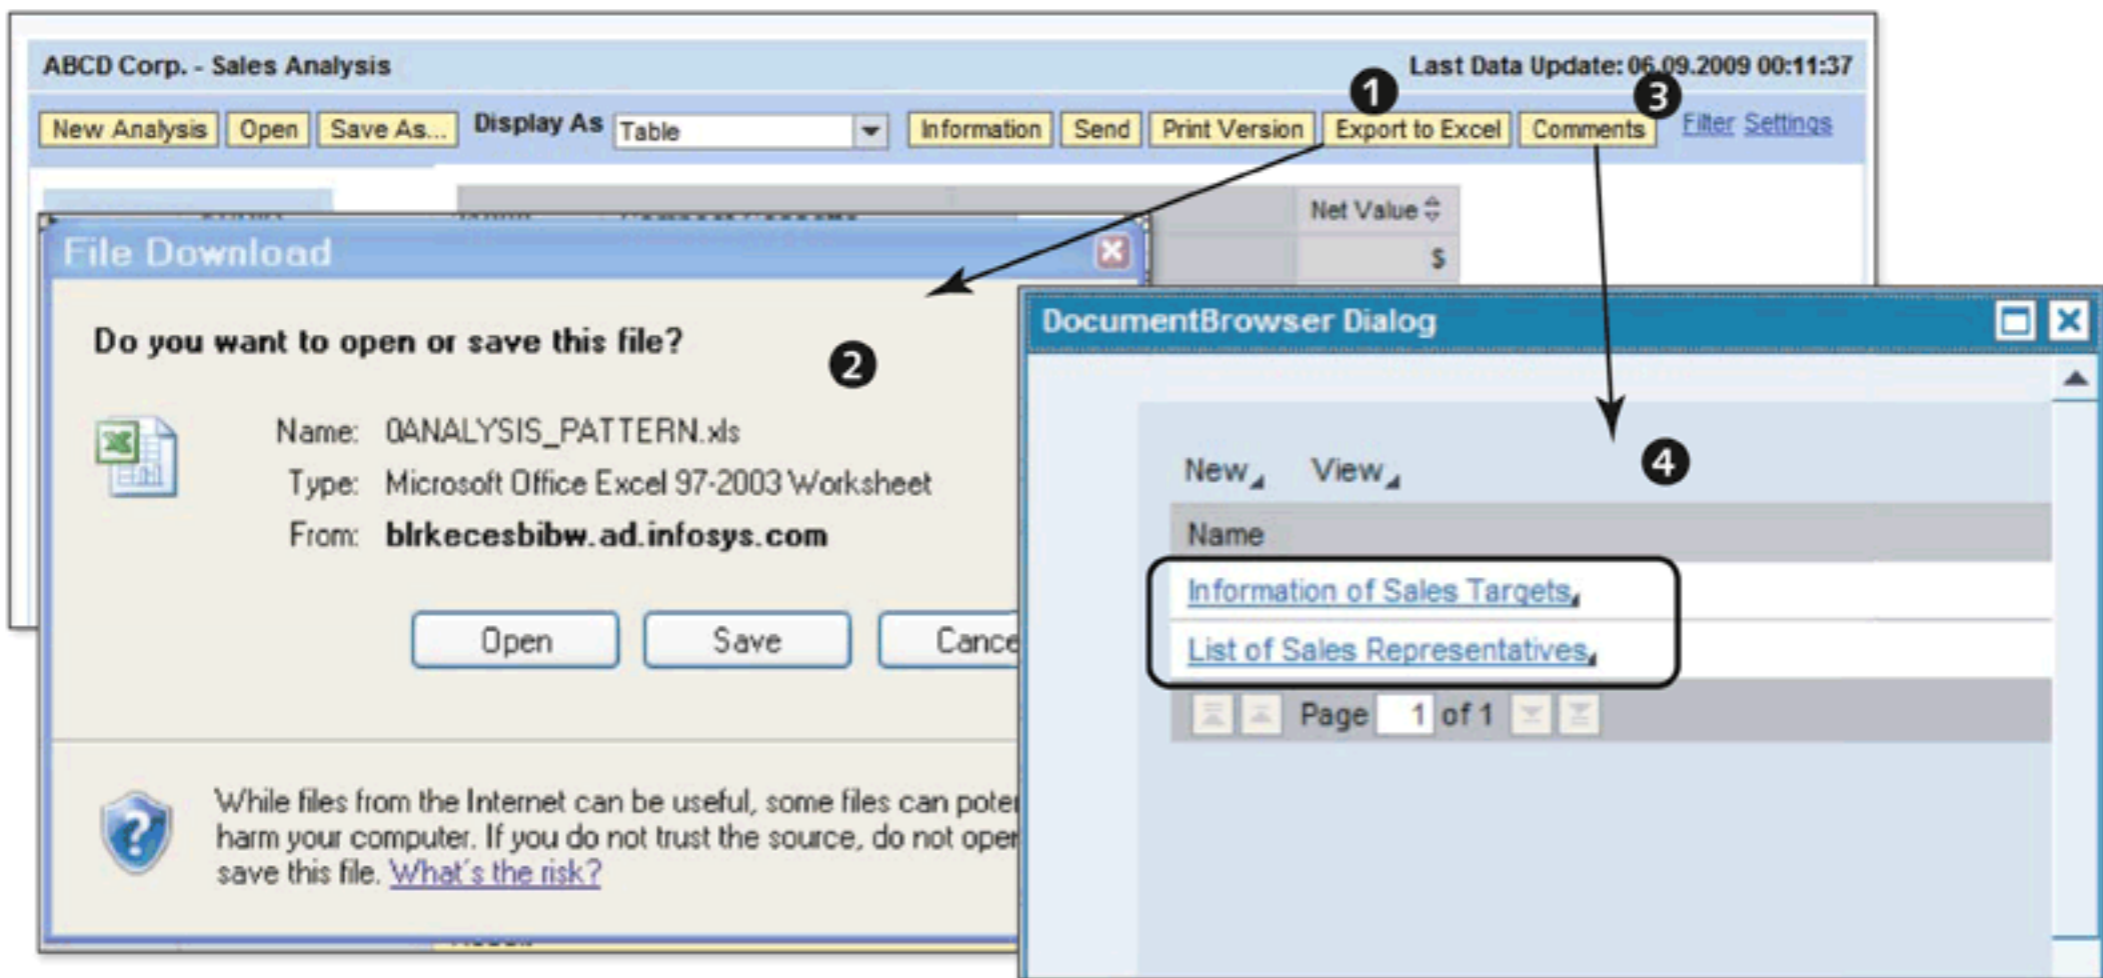 ABCD Corp. - Sales Analysis
Last Data Update: 06.09.2009 00:11:37
1
3
New Analysis Open Save As... Display As Table Information Send Print Version Export to Excel Comments Filter Settings
Net Value
$
File Download
Do you want to open or save this file?
2
Name: 0ANALYSIS_PATTERN.xls
Type: Microsoft Office Excel 97-2003 Worksheet
From: blrkecesbibw.ad.infosys.com
Open Save Cance
While files from the Internet can be useful, some files can poter
harm your computer. If you do not trust the source, do not oper
save this file. What's the risk?
DocumentBrowser Dialog
4
New View
Name
Information of Sales Targets
List of Sales Representatives
Page 1 of 1